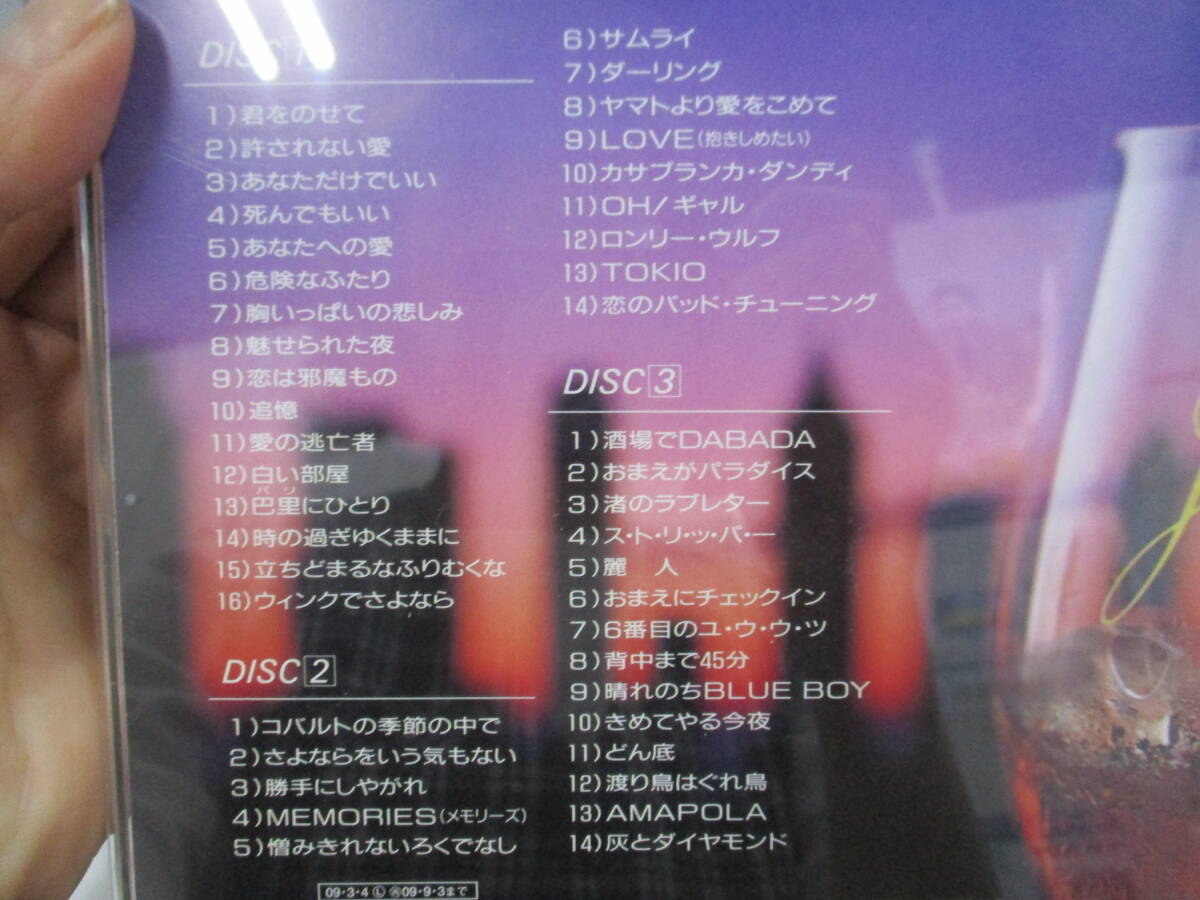 DISC 1
1)君をのせて
2)許されない愛
3)あなただけでいい
4)死んでもいい
5)あなたへの愛
6)危険なふたり
7)胸いっぱいの悲しみ
8)魅せられた夜
9)恋は邪魔もの
10)追憶
11)愛の逃亡者
12)白い部屋
パリ
13)巴里にひとり
14)時の過ぎゆくままに
15)立ちどまるなふりむくな
16)ウィンクでさよなら
DISC 2
1)コバルトの季節の中で
2)さよならをいう気もない
3)勝手にしやがれ
4)MEMORIES(メモリーズ)
5)憎みきれないろくでなし
6)サムライ
7)ダーリング
8)ヤマトより愛をこめて
9)LOVE(抱きしめたい)
10)カサブランカ・ダンディ
11)OH!ギャル
12)ロンリー・ウルフ
13)TOKIO
14)恋のバッド・チューニング
DISC 3
1)酒場でDABADA
2)おまえがパラダイス
3)渚のラブレター
4)ス・ト・リ・ッ・パ・ー
5)麗 人
6)おまえにチェックイン
7)6番目のユ・ウ・ウ・ツ
8)背中まで45分
9)晴れのちBLUE BOY
10)きめてやる今夜
11)どん底
12)渡り鳥はぐれ鳥
13)AMAPOLA
14)灰とダイヤモンド
09・3・4 Ⓛ ㋐09・9・3まで